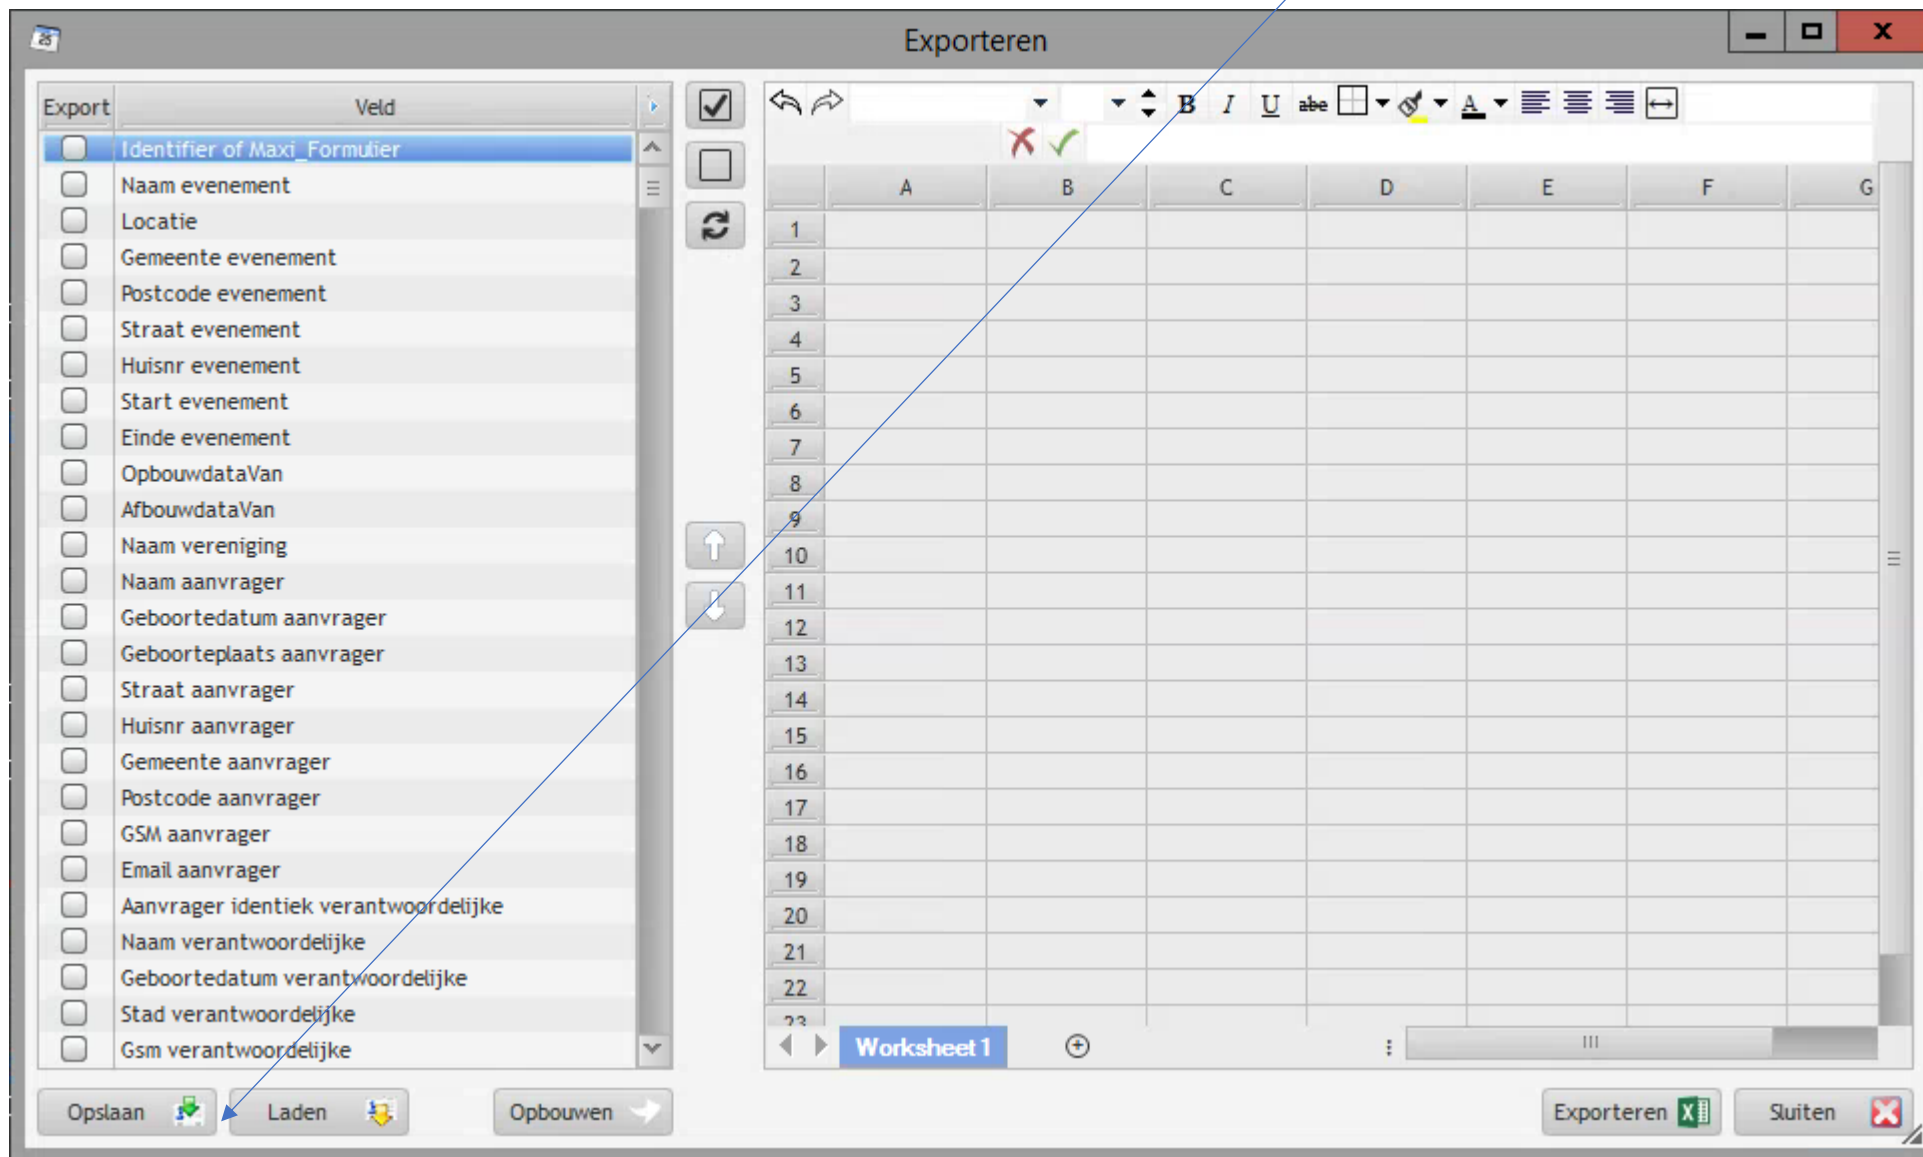 Exporteren
Export Veld
Identifier of Maxi_Formulier
Naam evenement
Locatie
Gemeente evenement
Postcode evenement
Straat evenement
Huisnr evenement
Start evenement
Einde evenement
OpbouwdataVan
AfbouwdataVan
Naam vereniging
Naam aanvrager
Geboortedatum aanvrager
Geboorteplaats aanvrager
Straat aanvrager
Huisnr aanvrager
Gemeente aanvrager
Postcode aanvrager
GSM aanvrager
Email aanvrager
Aanvrager identiek verantwoordelijke
Naam verantwoordelijke
Geboortedatum verantwoordelijke
Stad verantwoordelijke
Gsm verantwoordelijke
B I U abe A
A B C D E F G
1
2
3
4
5
6
7
8
9
10
11
12
13
14
15
16
17
18
19
20
21
22
23
Worksheet 1
Opslaan Laden Opbouwen Exporteren Sluiten